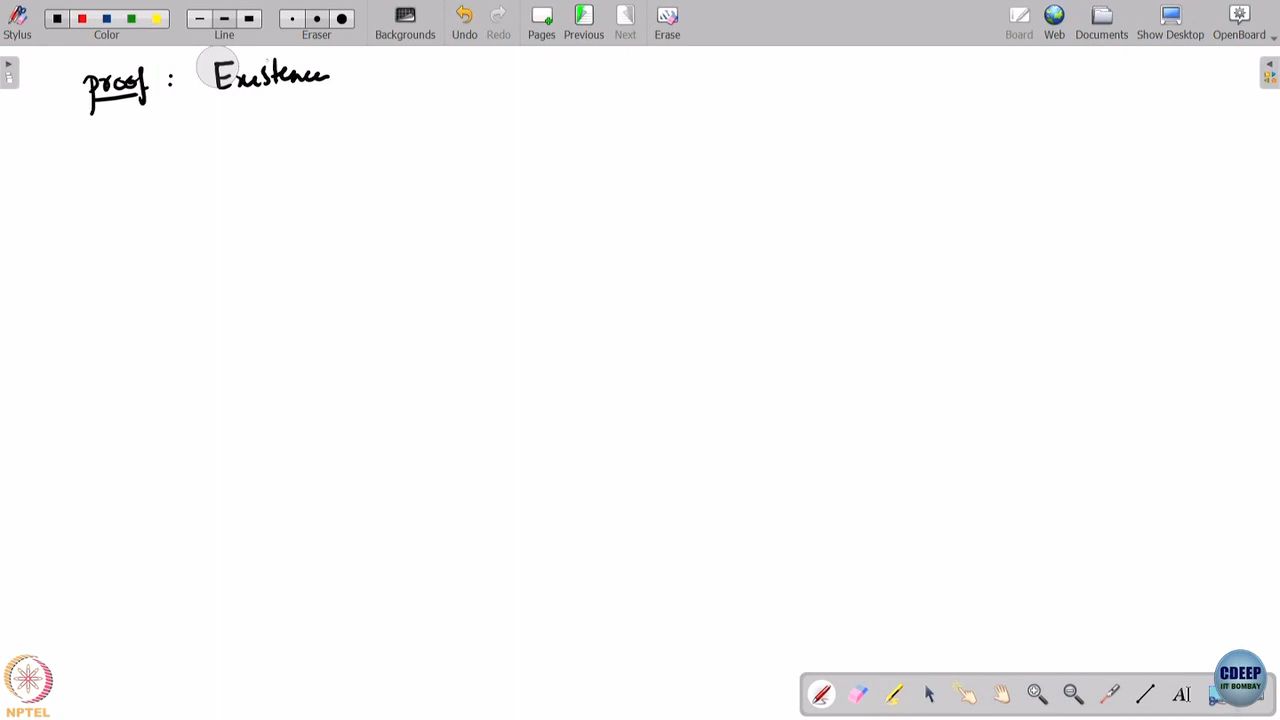 Stylus Color Line Eraser Backgrounds Undo Redo Pages Previous Next Erase Board Web Documents Show Desktop OpenBoard
proof : Existence
NPTEL
CDEEP
IIT BOMBAY